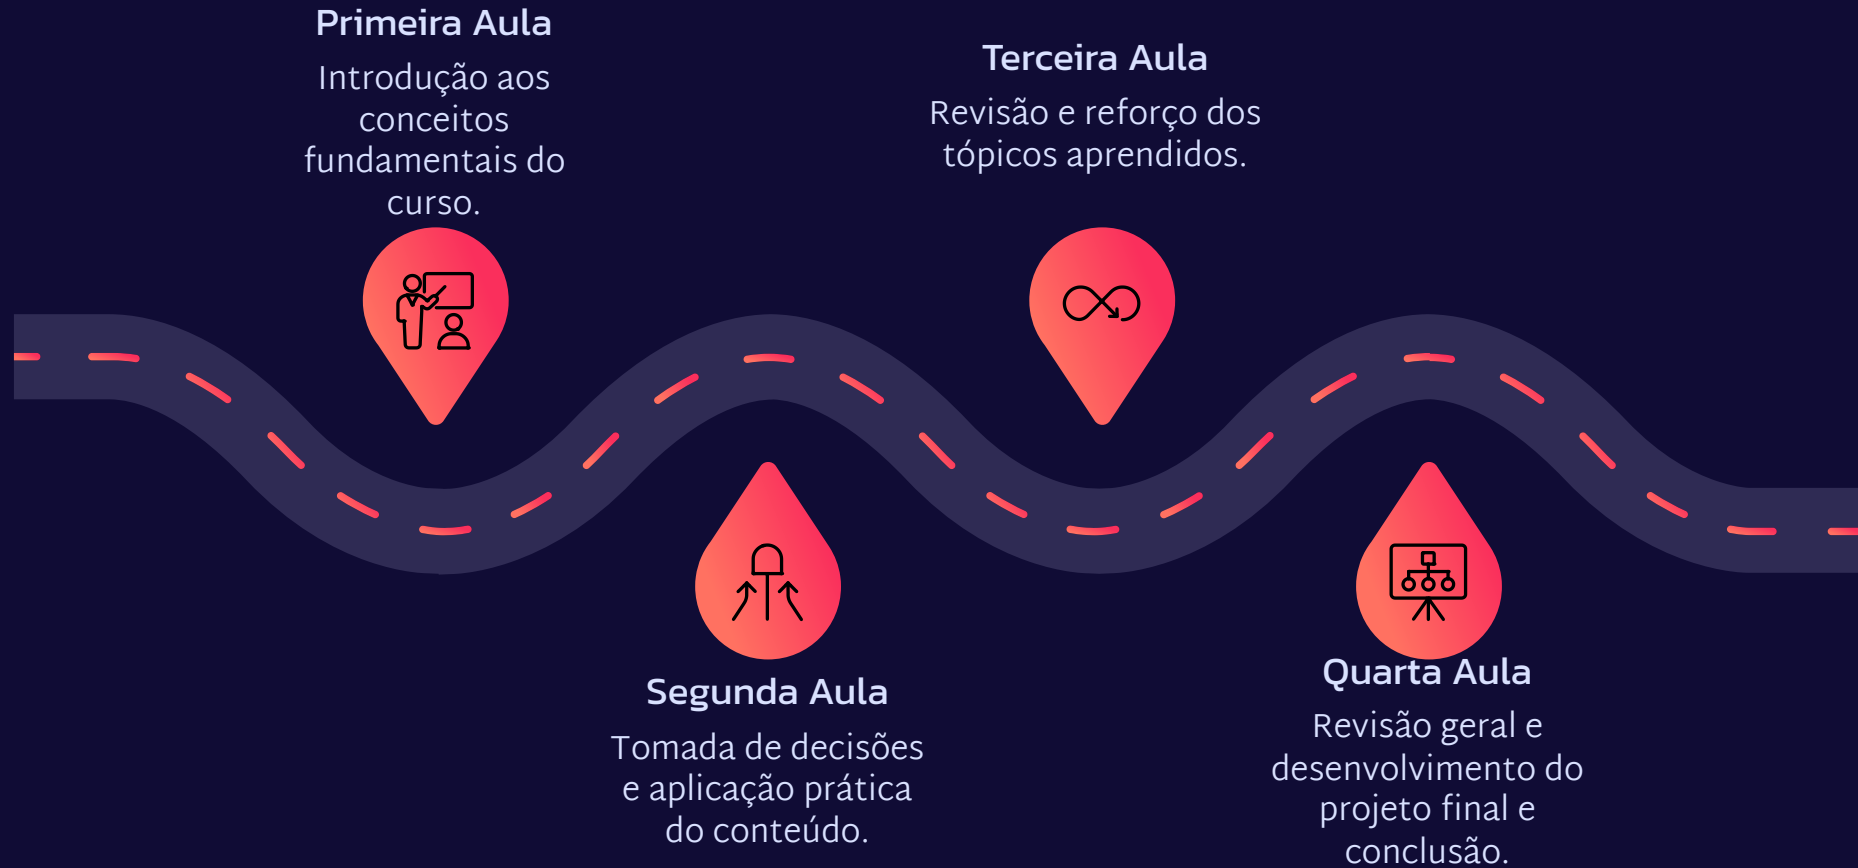 Primeira Aula
Introdução aos
conceitos
fundamentais do
curso.
Segunda Aula
Tomada de decisões
e aplicação prática
do conteúdo.
Terceira Aula
Revisão e reforço dos
tópicos aprendidos.
Quarta Aula
Revisão geral e
desenvolvimento do
projeto final e
conclusão.